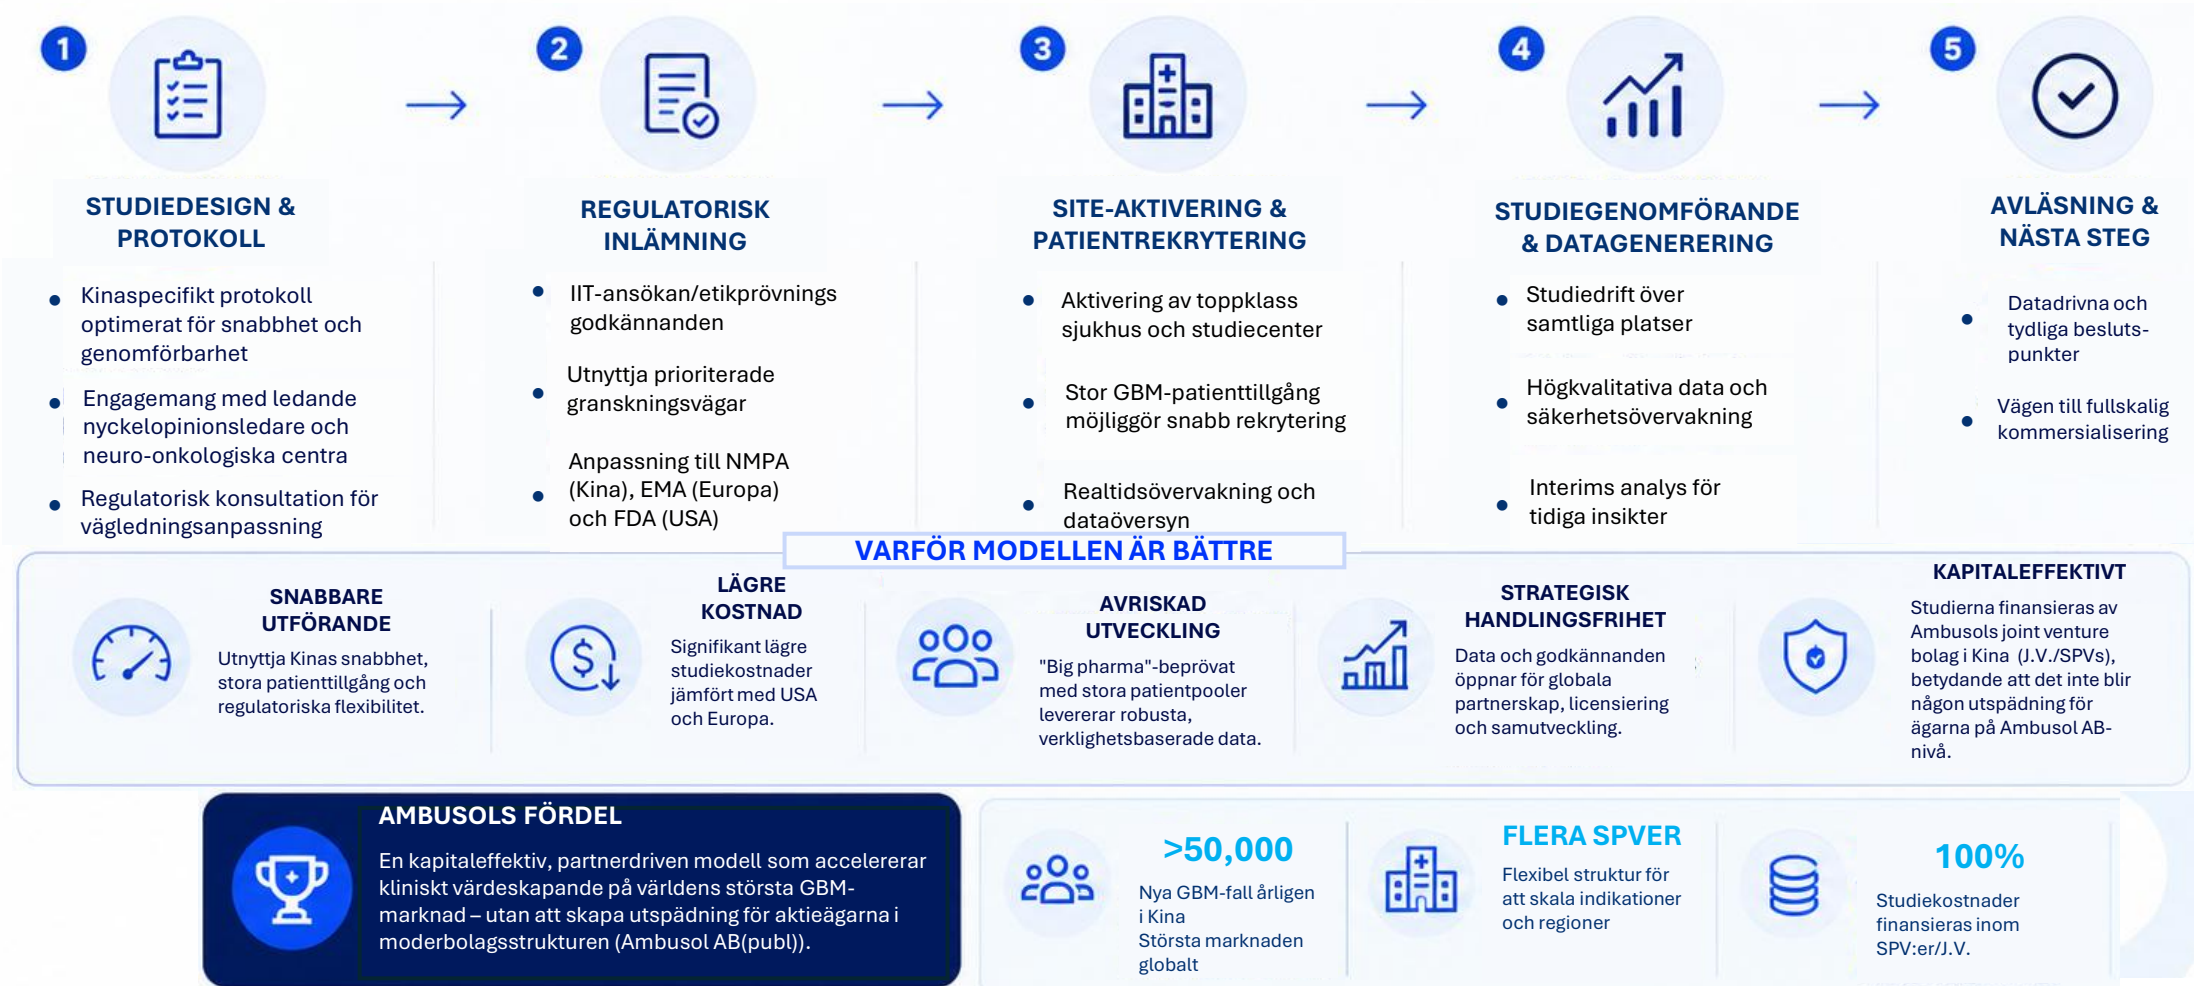 1
2
3
4
5
STUDIEDESIGN &
PROTOKOLL
Kinaspecifikt protokoll
optimerat för snabbhet och
genomförbarhet
Engagemang med ledande
nyckelopinionsledare och
neuro-onkologiska centra
Regulatorisk konsultation för
vägledningsanpassning
REGULATORISK
INLÄMNING
IIT-ansökan/etikprövnings
godkännanden
Utnyttja prioriterade
granskningsvägar
Anpassning till NMPA
(Kina), EMA (Europa)
och FDA (USA)
SITE-AKTIVERING &
PATIENTREKRYTERING
Aktivering av toppklass
sjukhus och studiecenter
Stor GBM-patienttillgång
möjliggör snabb rekrytering
Realtidsövervakning och
dataöversyn
STUDIEGENOMFÖRANDE
& DATAGENERERING
Studiedrift över
samtliga platser
Högkvalitativa data och
säkerhetsövervakning
Interims analys för
tidiga insikter
AVLÄSNING &
NÄSTA STEG
Datadrivna och
tydliga besluts-
punkter
Vägen till fullskalig
kommersialisering
VARFÖR MODELLEN ÄR BÄTTRE
SNABBARE
UTFÖRANDE
Utnyttja Kinas snabbhet,
stora patienttillgång och
regulatoriska flexibilitet.
$
LÄGRE
KOSTNAD
Signifikant lägre
studiekostnader
jämfört med USA
och Europa.
AVRISKAD
UTVECKLING
"Big pharma"-beprövat
med stora patientpooler
levererar robusta,
verklighetsbaserade data.
STRATEGISK
HANDLINGSFRIHET
Data och godkännanden
öppnar för globala
partnerskap, licensiering
och samutveckling.
KAPITALEFFEKTIVT
Studierna finansieras av
Ambusols joint venture
bolag i Kina (J.V./SPVs),
betydande att det inte blir
någon utspädning för
ägarna på Ambusol AB-
nivå.
AMBUSOLS FÖRDEL
En kapitaleffektiv, partnerdriven modell som accelererar
kliniskt värdeskapande på världens största GBM-
marknad – utan att skapa utspädning för aktieägarna i
moderbolagsstrukturen (Ambusol AB(publ)).
>50,000
Nya GBM-fall årligen
i Kina
Största marknaden
globalt
FLERA SPVER
Flexibel struktur för
att skala indikationer
och regioner
100%
Studiekostnader
finansieras inom
SPV:er/J.V.